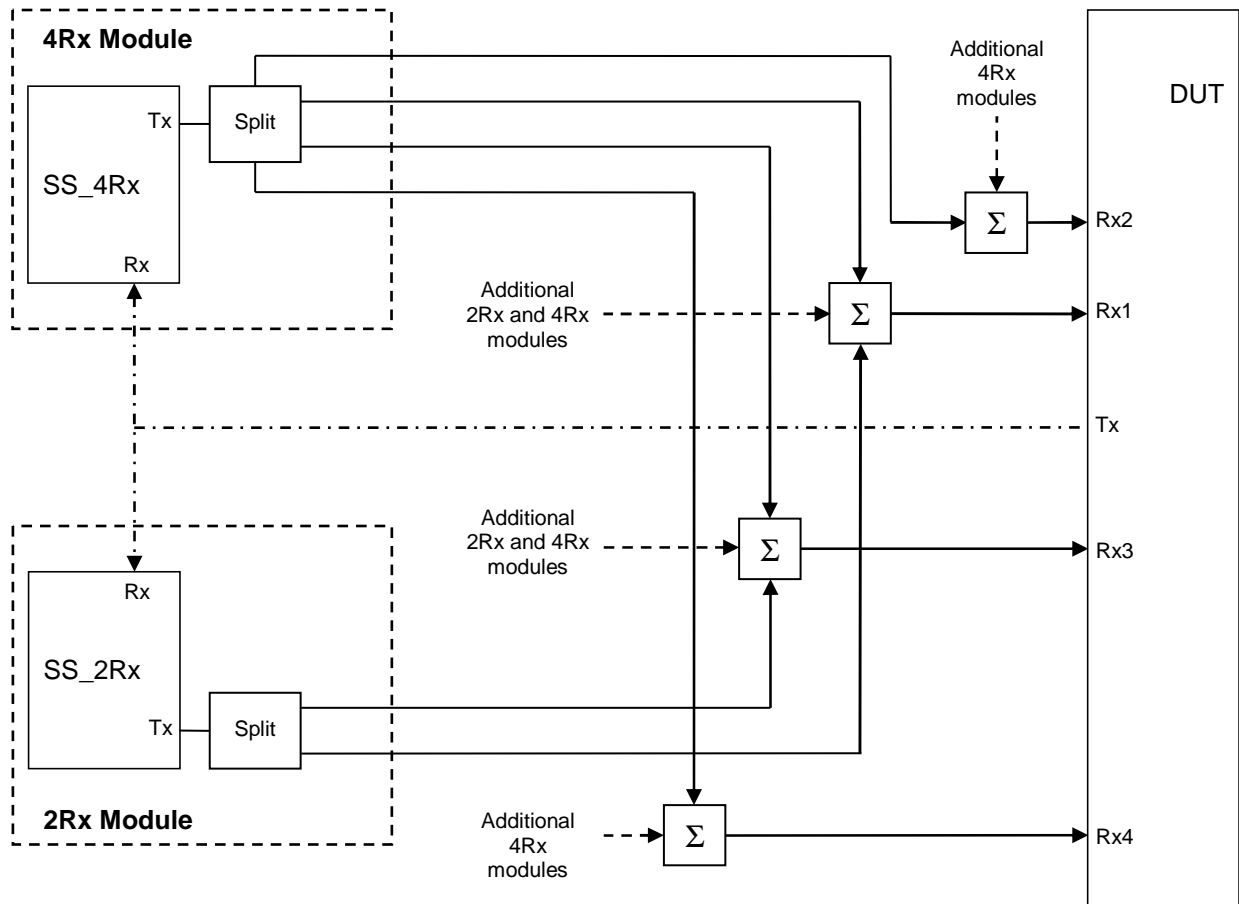 4Rx Module
SS_4Rx
Tx
Rx
Split
Additional
4Rx
modules
DUT
Σ
Rx2
Additional
2Rx and 4Rx
modules
Σ
Rx1
Tx
Additional
2Rx and 4Rx
modules
Σ
Rx3
Rx
SS_2Rx
Tx
Split
2Rx Module
Additional
4Rx
modules
Σ
Rx4